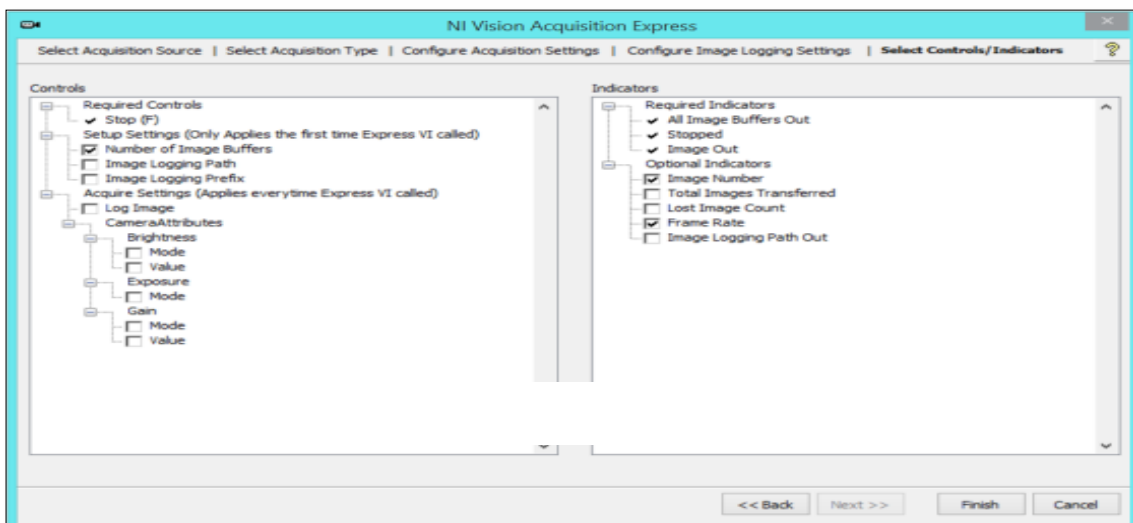 NI Vision Acquisition Express
Select Acquisition Source | Select Acquisition Type | Configure Acquisition Settings | Configure Image Logging Settings | Select Controls/Indicators
Controls
Required Controls
Stop (F)
Setup Settings (Only Applies the first time Express VI called)
Number of Image Buffers
Image Logging Path
Image Logging Prefix
Acquire Settings (Applies everytime Express VI called)
Log Image
CameraAttributes
Brightness
Mode
Value
Exposure
Mode
Gain
Mode
Value
Indicators
Required Indicators
All Image Buffers Out
Stopped
Image Out
Optional Indicators
Image Number
Total Images Transferred
Lost Image Count
Frame Rate
Image Logging Path Out
<< Back
Next >>
Finish
Cancel